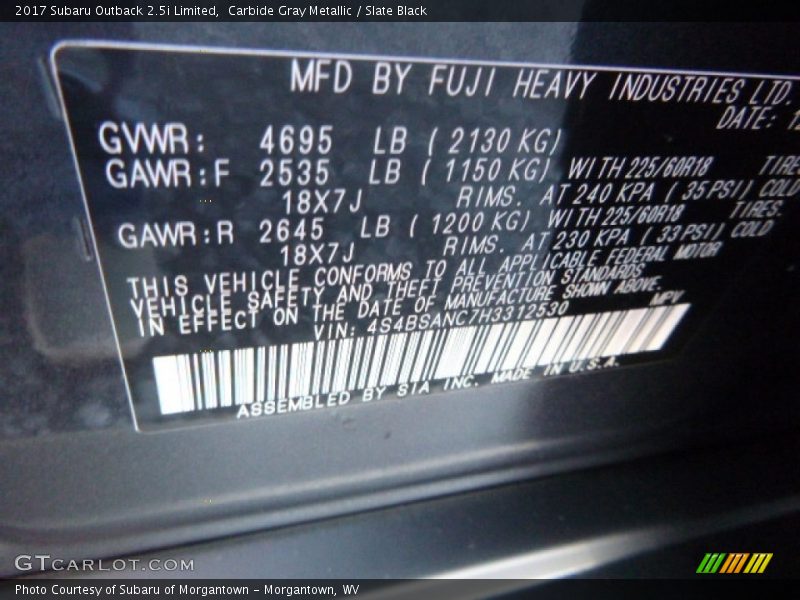 2017 Subaru Outback 2.5i Limited,  Carbide Gray Metallic / Slate Black
MFD BY FUJI HEAVY INDUSTRIES LTD.
DATE:
GVWR: 4695 LB (2130 KG)
GAWR:F 2535 LB (1150 KG) WITH 225/60R18 TIRES
18X7J RIMS. AT 240 KPA (35 PSI) COLD
GAWR:R 2645 LB (1200 KG) WITH 225/60R18 TIRES.
18X7J RIMS. AT 230 KPA (33 PSI) COLD
THIS VEHICLE CONFORMS TO ALL APPLICABLE FEDERAL MOTOR
VEHICLE SAFETY AND THEFT PREVENTION STANDARDS
IN EFFECT ON THE DATE OF MANUFACTURE SHOWN ABOVE.
VIN: 4S4BSANC7H3312530 MPV
ASSEMBLED BY SIA INC. MADE IN U.S.A.
GTCARLOT.COM
Photo Courtesy of Subaru of Morgantown - Morgantown, WV